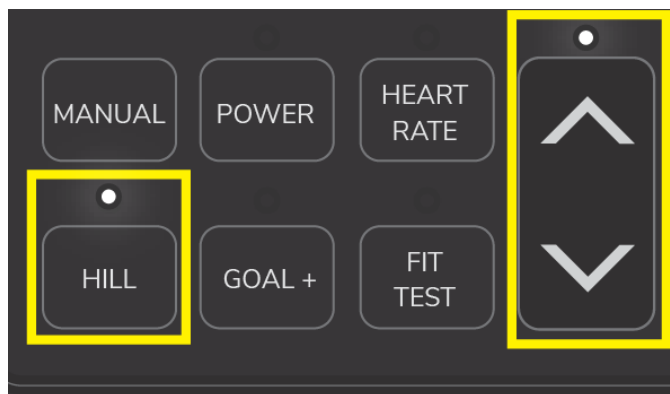 MANUAL
POWER
HEART
RATE
HILL
GOAL +
FIT
TEST